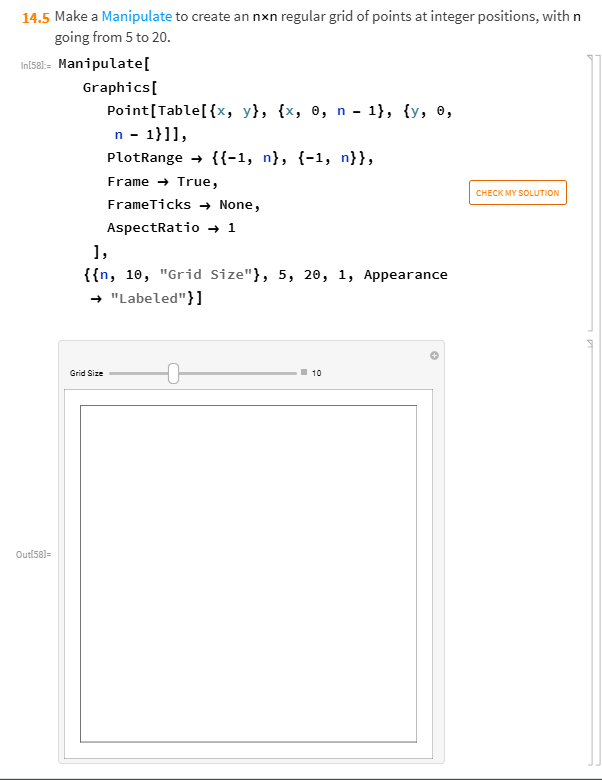 14.5 Make a Manipulate to create an n×n regular grid of points at integer positions, with n
going from 5 to 20.
In[58]:= Manipulate[
Graphics[
Point[Table[{x, y}, {x, 0, n - 1}, {y, 0,
n - 1}]],
PlotRange → {{-1, n}, {-1, n}},
Frame → True,
FrameTicks → None,
CHECK MY SOLUTION
AspectRatio → 1
],
{{n, 10, "Grid Size"}, 5, 20, 1, Appearance
→ "Labeled"}]
Grid Size 10
Out[58]=